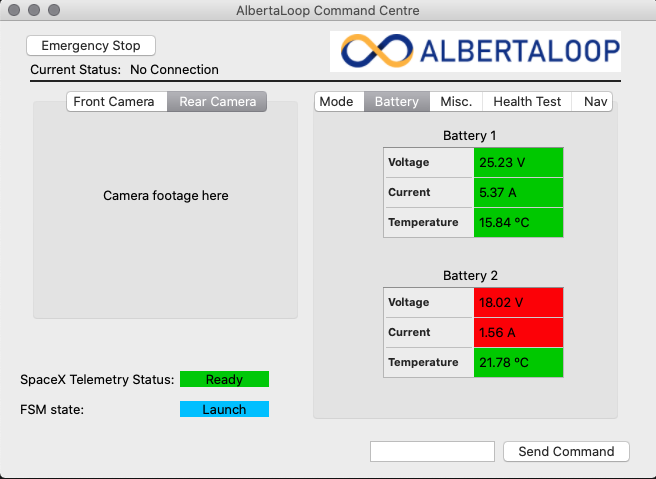 AlbertaLoop Command Centre
Emergency Stop
ALBERTALOOP
Current Status: No Connection
Front Camera Rear Camera
Mode Battery Misc. Health Test Nav
Camera footage here
Battery 1
Voltage 25.23 V
Current 5.37 A
Temperature 15.84 ºC
Battery 2
Voltage 18.02 V
Current 1.56 A
Temperature 21.78 ºC
SpaceX Telemetry Status: Ready
FSM state: Launch
Send Command